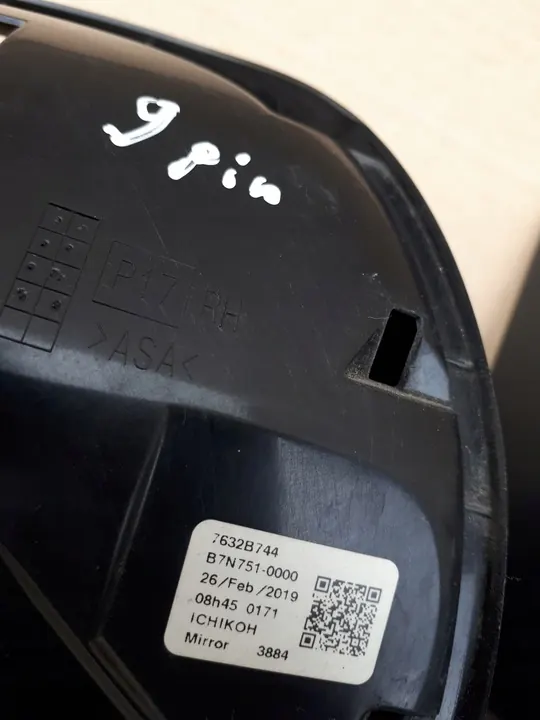 9 pin
P17 RH
>ASA<
7632B744
B7N751-0000
26/Feb/2019
08h45 0171
ICHIKOH
Mirror 3884